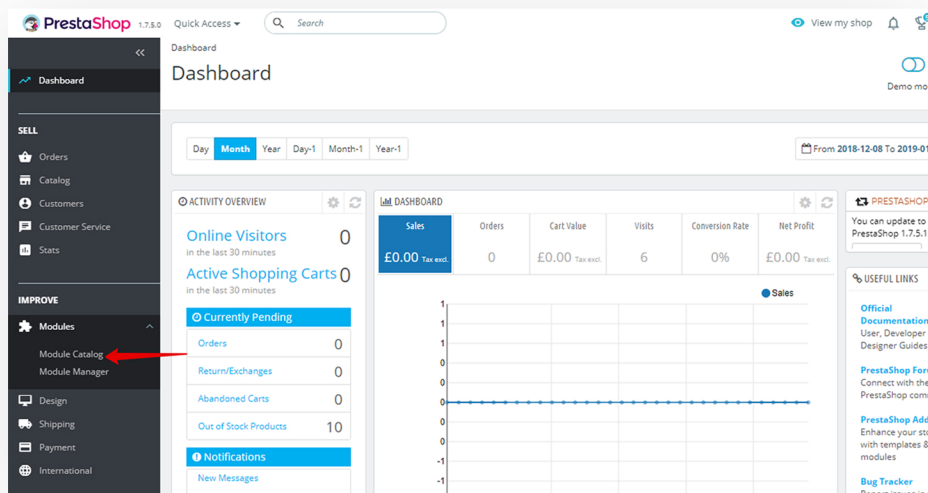 PrestaShop 1.7.5.0 Quick Access Search View my shop
Dashboard
Dashboard
Demo mo
Dashboard
SELL
Orders
Catalog
Customers
Customer Service
Stats
IMPROVE
Modules
Module Catalog
Module Manager
Design
Shipping
Payment
International
Day Month Year Day-1 Month-1 Year-1
From 2018-12-08 To 2019-01
ACTIVITY OVERVIEW
Online Visitors 0
in the last 30 minutes
Active Shopping Carts 0
in the last 30 minutes
Currently Pending
Orders 0
Return/Exchanges 0
Abandoned Carts 0
Out of Stock Products 10
Notifications
New Messages
DASHBOARD
Sales Orders Cart Value Visits Conversion Rate Net Profit
£0.00 Tax excl. 0 £0.00 Tax excl. 6 0% £0.00 Tax excl.
Sales
1
1
1
0
0
0
0
0
-1
-1
PRESTASHOP
You can update to
PrestaShop 1.7.5.1
USEFUL LINKS
Official
Documentation
User, Developer
Designer Guides
PrestaShop For
Connect with the
PrestaShop com
PrestaShop Add
Enhance your sto
with templates &
modules
Bug Tracker